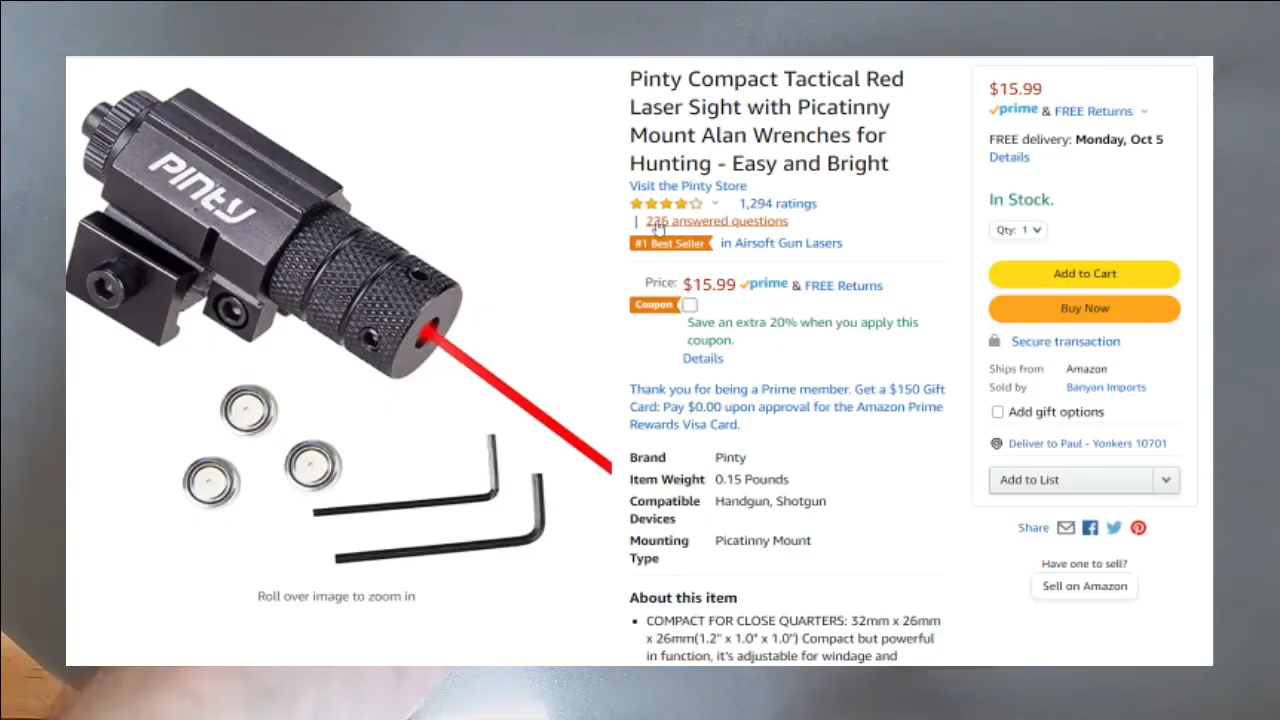 PINTY
Roll over image to zoom in
Pinty Compact Tactical Red
Laser Sight with Picatinny
Mount Alan Wrenches for
Hunting - Easy and Bright
Visit the Pinty Store
1,294 ratings
| 236 answered questions
#1 Best Seller in Airsoft Gun Lasers
Price: $15.99 prime & FREE Returns
Coupon
Save an extra 20% when you apply this
coupon.
Details
Thank you for being a Prime member. Get a $150 Gift
Card: Pay $0.00 upon approval for the Amazon Prime
Rewards Visa Card.
Brand Pinty
Item Weight 0.15 Pounds
Compatible Handgun, Shotgun
Devices
Mounting Picatinny Mount
Type
About this item
• COMPACT FOR CLOSE QUARTERS: 32mm x 26mm
x 26mm(1.2" x 1.0" x 1.0") Compact but powerful
in function, it's adjustable for windage and
$15.99
prime & FREE Returns
FREE delivery: Monday, Oct 5
Details
In Stock.
Qty: 1
Add to Cart
Buy Now
Secure transaction
Ships from Amazon
Sold by Banyan Imports
Add gift options
Deliver to Paul - Yonkers 10701
Add to List
Share
Have one to sell?
Sell on Amazon